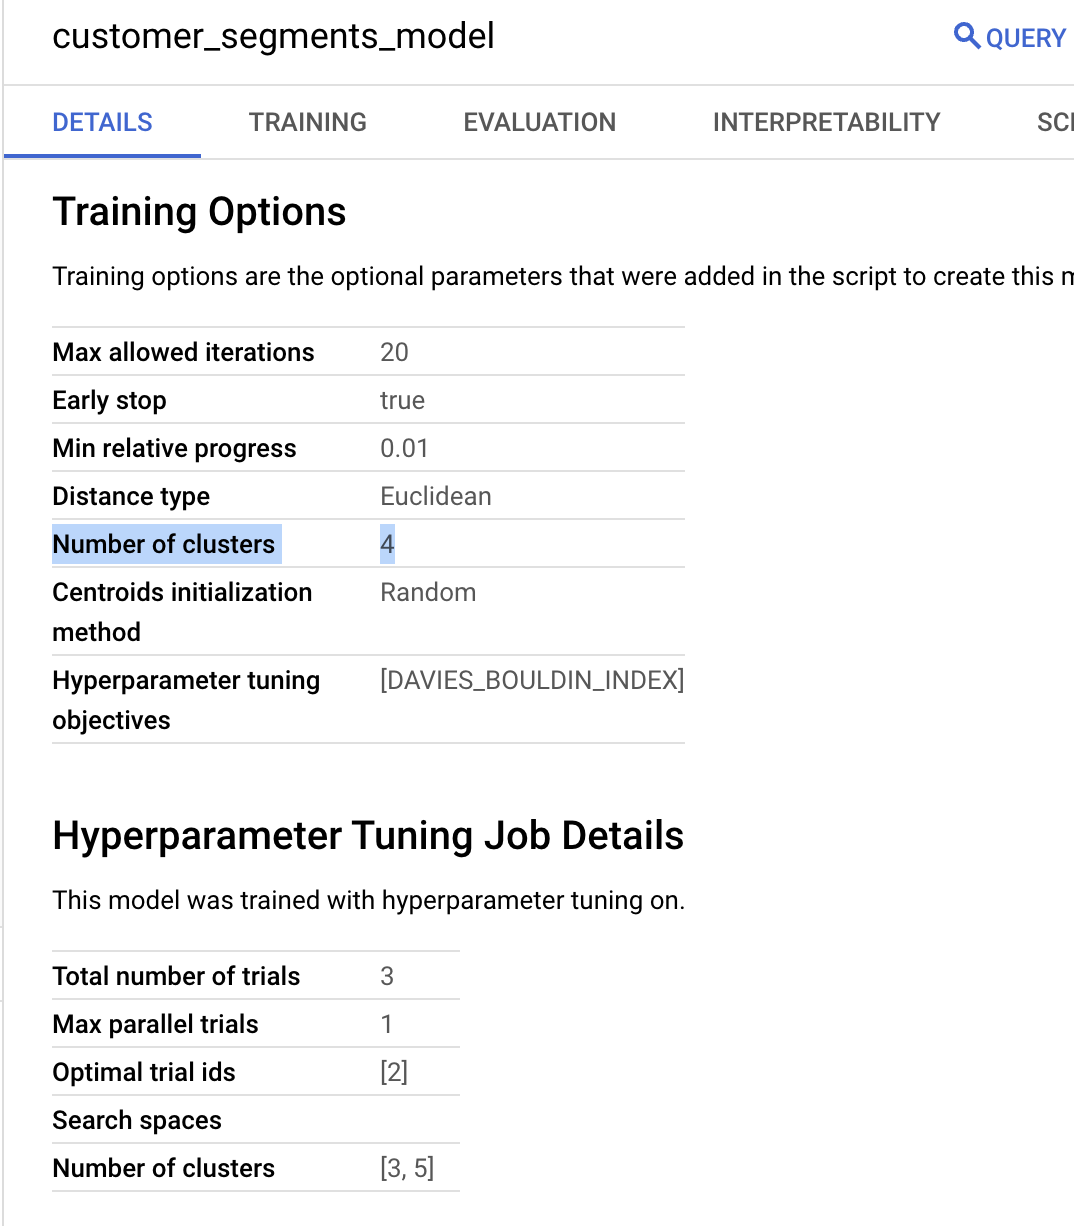 customer_segments_model
QUERY
DETAILS TRAINING EVALUATION INTERPRETABILITY
Training Options
Training options are the optional parameters that were added in the script to create this
Max allowed iterations 20
Early stop true
Min relative progress 0.01
Distance type Euclidean
Number of clusters 4
Centroids initialization Random
method
Hyperparameter tuning [DAVIES_BOULDIN_INDEX]
objectives
Hyperparameter Tuning Job Details
This model was trained with hyperparameter tuning on.
Total number of trials 3
Max parallel trials 1
Optimal trial ids [2]
Search spaces
Number of clusters [3, 5]